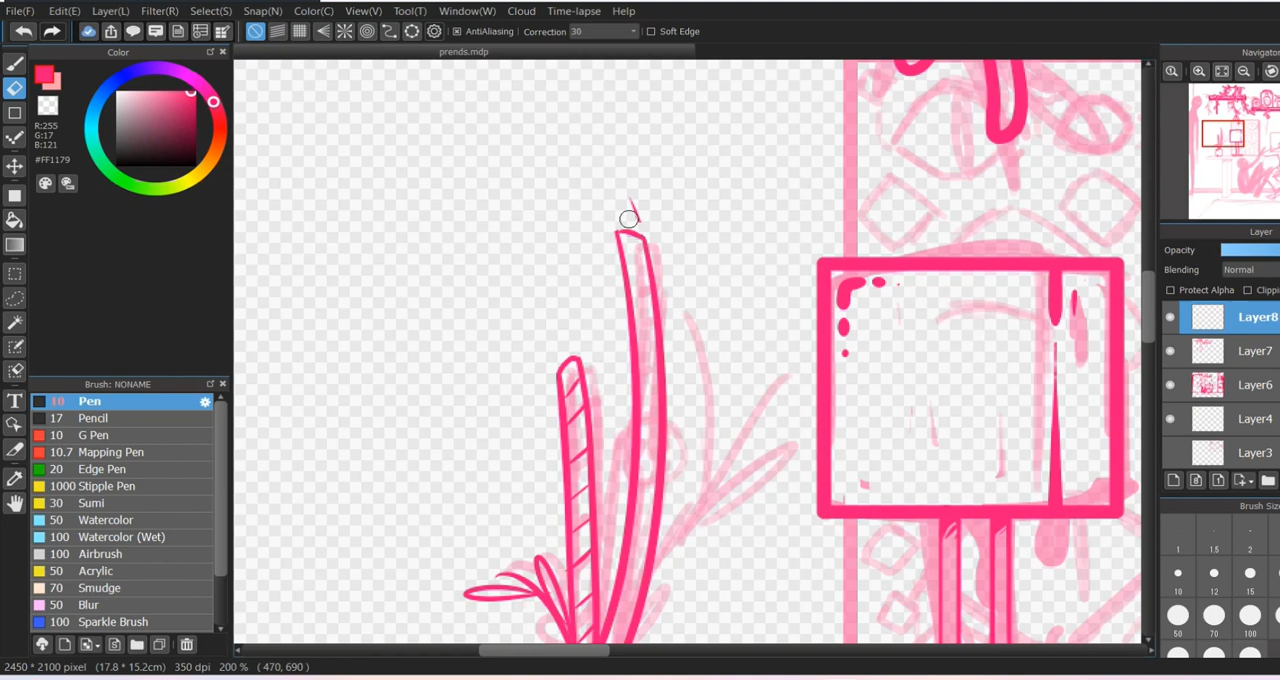 File(F) Edit(E) Layer(L) Filter(R) Select(S) Snap(N) Color(C) View(V) Tool(T) Window(W) Cloud Time-lapse Help
AntiAliasing Correction 30 Soft Edge
Color
prends.mdp
Navigator
R:255
G:17
B:121
#FF1179
Layer
Opacity
Blending Normal
Protect Alpha Clippi
Layer8
Layer7
Layer6
Layer4
Layer3
Brush: NONAME
10 Pen
17 Pencil
10 G Pen
10.7 Mapping Pen
20 Edge Pen
1000 Stipple Pen
30 Sumi
50 Watercolor
100 Watercolor (Wet)
100 Airbrush
50 Acrylic
70 Smudge
50 Blur
100 Sparkle Brush
Brush Size
1 1.5 2
10 12 15
50 70 100
2450 * 2100 pixel (17.8 * 15.2cm) 350 dpi 200 % ( 470, 690 )